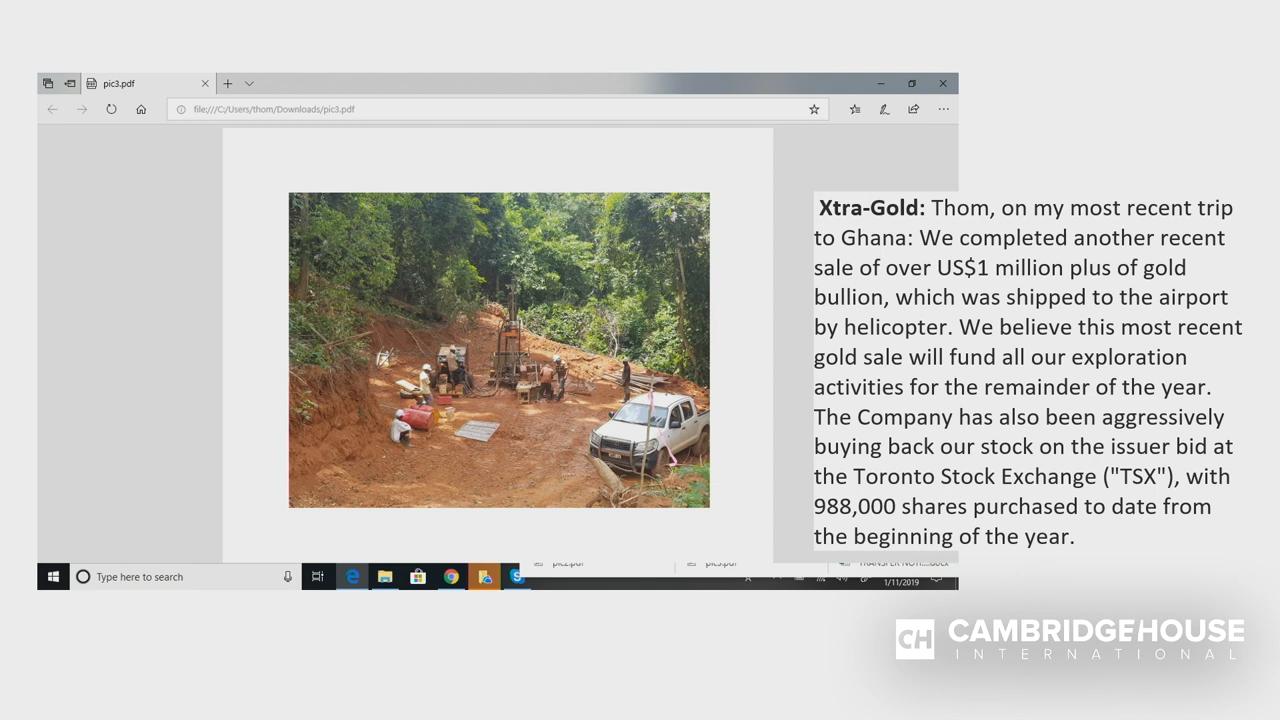 pic3.pdf
file:///C:/Users/thom/Downloads/pic3.pdf
Xtra-Gold: Thom, on my most recent trip
to Ghana: We completed another recent
sale of over US$1 million plus of gold
bullion, which was shipped to the airport
by helicopter. We believe this most recent
gold sale will fund all our exploration
activities for the remainder of the year.
The Company has also been aggressively
buying back our stock on the issuer bid at
the Toronto Stock Exchange ("TSX"), with
988,000 shares purchased to date from
the beginning of the year.
Type here to search
1/11/2019
CH
CAMBRIDGEHOUSE
INTERNATIONAL